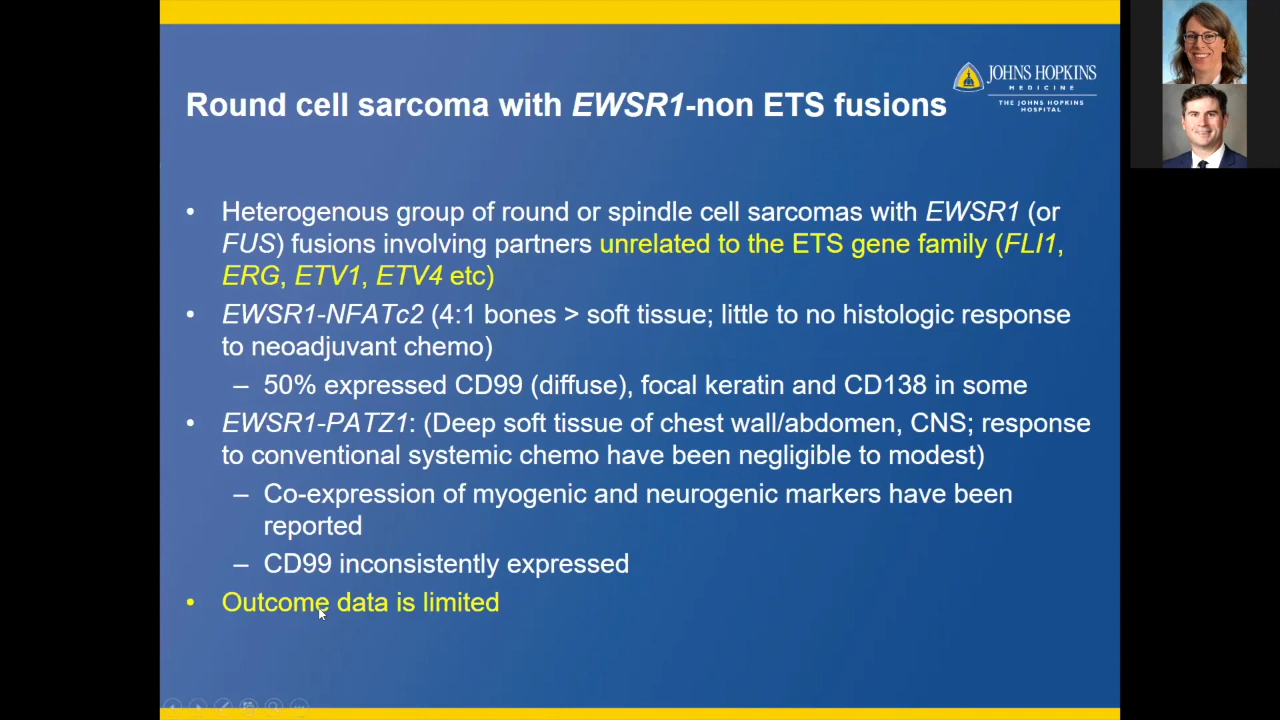 JOHNS HOPKINS
MEDICINE
THE JOHNS HOPKINS
HOSPITAL
Round cell sarcoma with EWSR1-non ETS fusions
• Heterogenous group of round or spindle cell sarcomas with EWSR1 (or
FUS) fusions involving partners unrelated to the ETS gene family (FLI1,
ERG, ETV1, ETV4 etc)
• EWSR1-NFATc2 (4:1 bones > soft tissue; little to no histologic response
to neoadjuvant chemo)
– 50% expressed CD99 (diffuse), focal keratin and CD138 in some
• EWSR1-PATZ1: (Deep soft tissue of chest wall/abdomen, CNS; response
to conventional systemic chemo have been negligible to modest)
– Co-expression of myogenic and neurogenic markers have been
reported
– CD99 inconsistently expressed
• Outcome data is limited